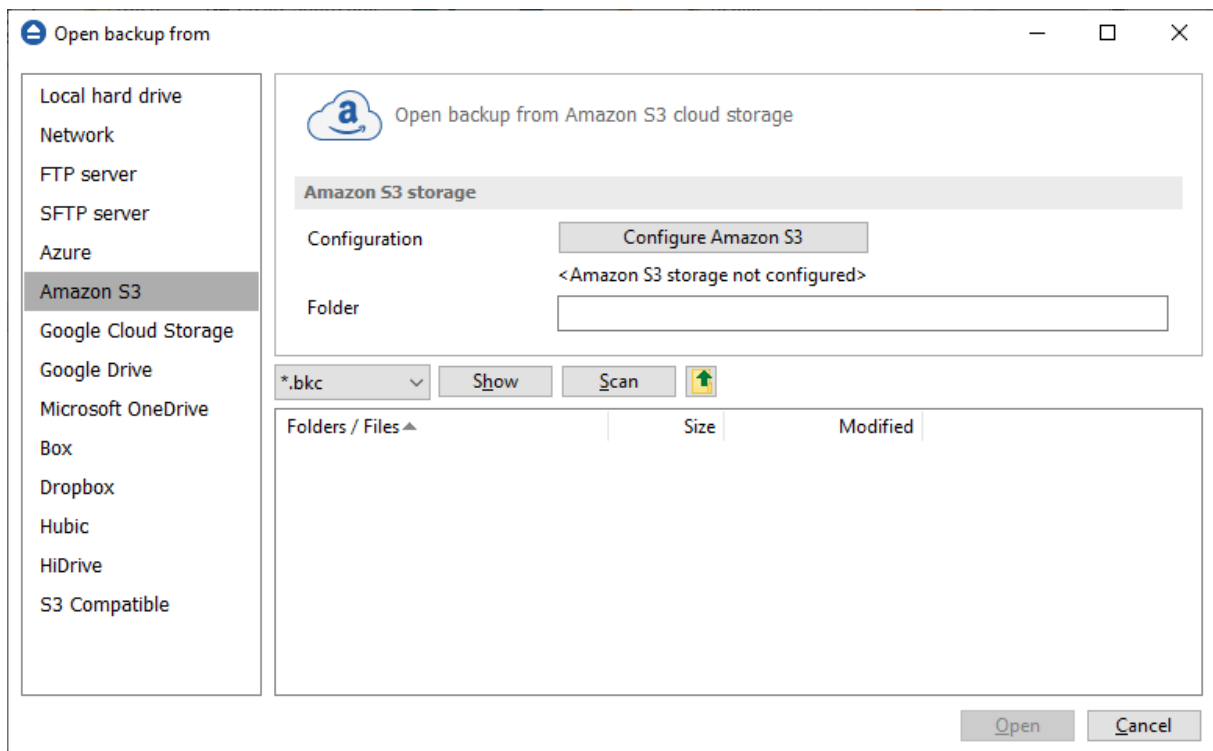 Open backup from
Local hard drive
Network
FTP server
SFTP server
Azure
Amazon S3
Google Cloud Storage
Google Drive
Microsoft OneDrive
Box
Dropbox
Hubic
HiDrive
S3 Compatible
a
Open backup from Amazon S3 cloud storage
Amazon S3 storage
Configuration Configure Amazon S3
<Amazon S3 storage not configured>
Folder
*.bkc Show Scan
Folders / Files Size Modified
Open Cancel